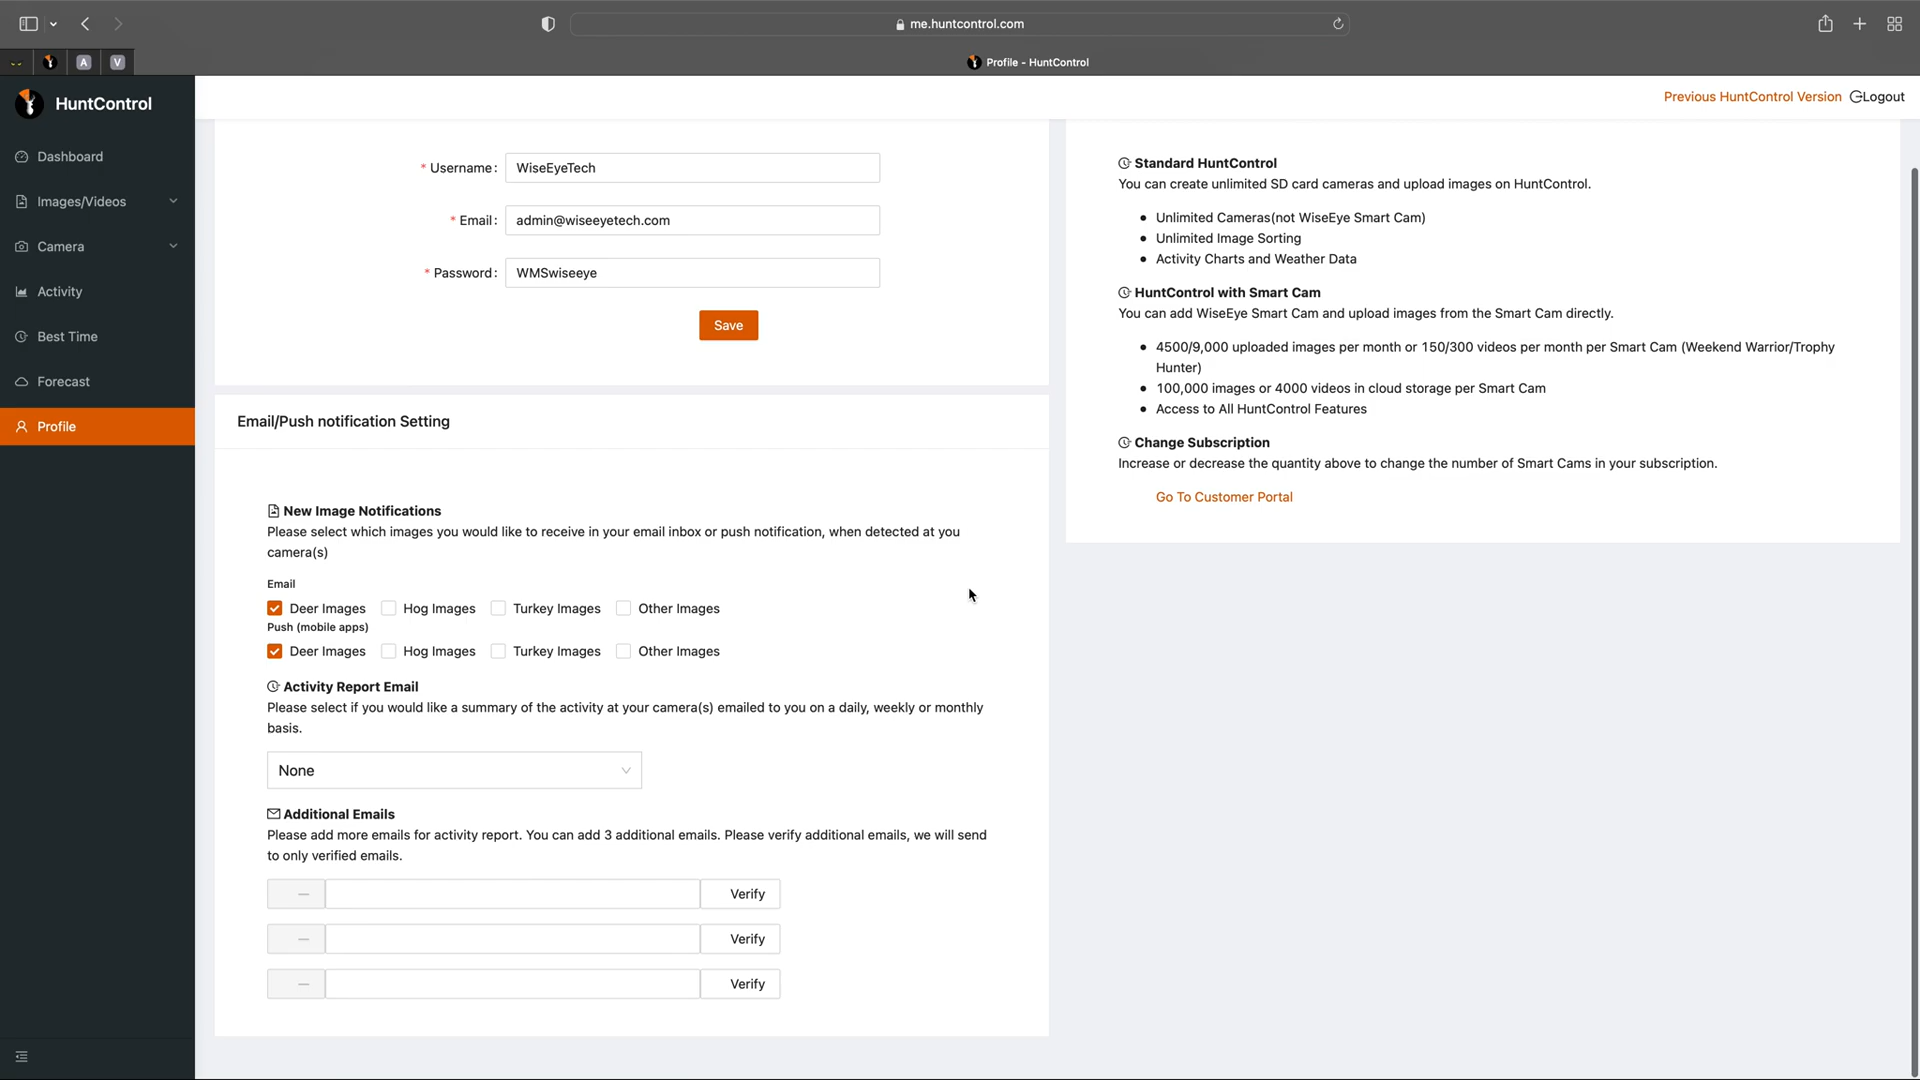 me.huntcontrol.com
A
V
Profile - HuntControl
HuntControl
Previous HuntControl Version
Logout
Dashboard
Images/Videos
Camera
Activity
Best Time
Forecast
Profile
* Username:
WiseEyeTech
* Email:
admin@wiseeyetech.com
* Password:
WMSwiseeye
Save
Email/Push notification Setting
New Image Notifications
Please select which images you would like to receive in your email inbox or push notification, when detected at you
camera(s)
Email
Deer Images Hog Images Turkey Images Other Images
Push (mobile apps)
Deer Images Hog Images Turkey Images Other Images
Activity Report Email
Please select if you would like a summary of the activity at your camera(s) emailed to you on a daily, weekly or monthly
basis.
None
Additional Emails
Please add more emails for activity report. You can add 3 additional emails. Please verify additional emails, we will send
to only verified emails.
Verify
Verify
Verify
Standard HuntControl
You can create unlimited SD card cameras and upload images on HuntControl.
• Unlimited Cameras(not WiseEye Smart Cam)
• Unlimited Image Sorting
• Activity Charts and Weather Data
HuntControl with Smart Cam
You can add WiseEye Smart Cam and upload images from the Smart Cam directly.
• 4500/9,000 uploaded images per month or 150/300 videos per month per Smart Cam (Weekend Warrior/Trophy
Hunter)
• 100,000 images or 4000 videos in cloud storage per Smart Cam
• Access to All HuntControl Features
Change Subscription
Increase or decrease the quantity above to change the number of Smart Cams in your subscription.
Go To Customer Portal